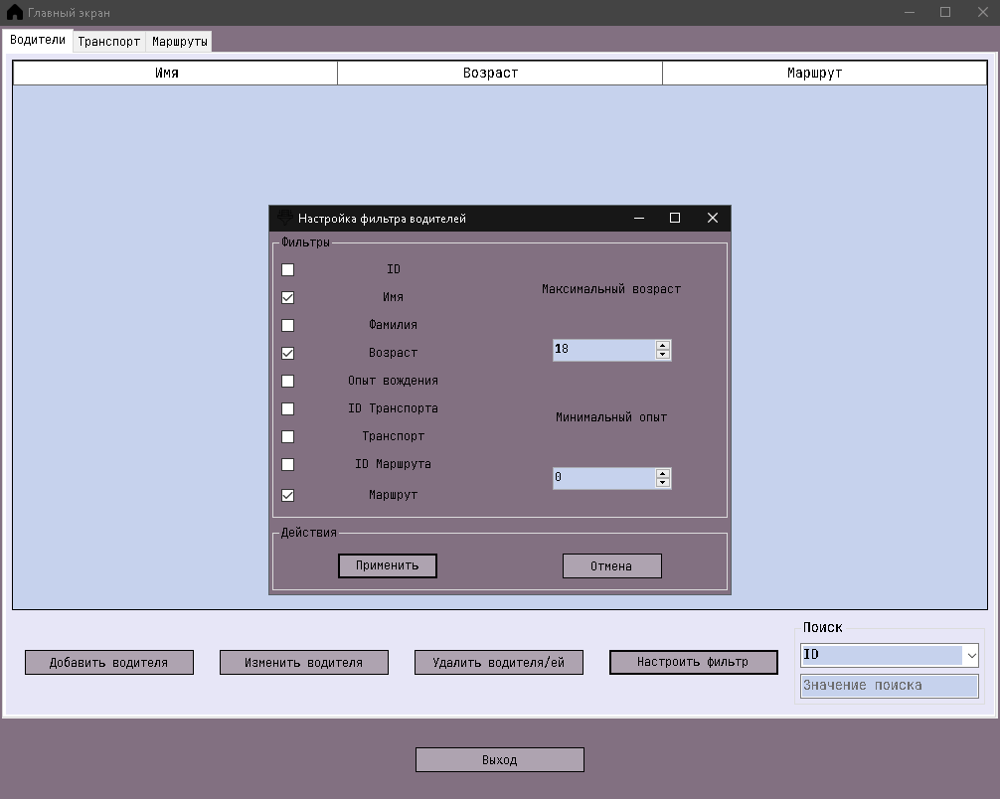 Главный экран
Водители Транспорт Маршруты
Имя Возраст Маршрут
Настройка фильтра водителей
Фильтры
ID
Имя
Фамилия
Возраст
Опыт вождения
ID Транспорта
Транспорт
ID Маршрута
Маршрут
Максимальный возраст
18
Минимальный опыт
0
Действия
Применить Отмена
Добавить водителя Изменить водителя Удалить водителя/ей Настроить фильтр
Поиск
ID
Значение поиска
Выход